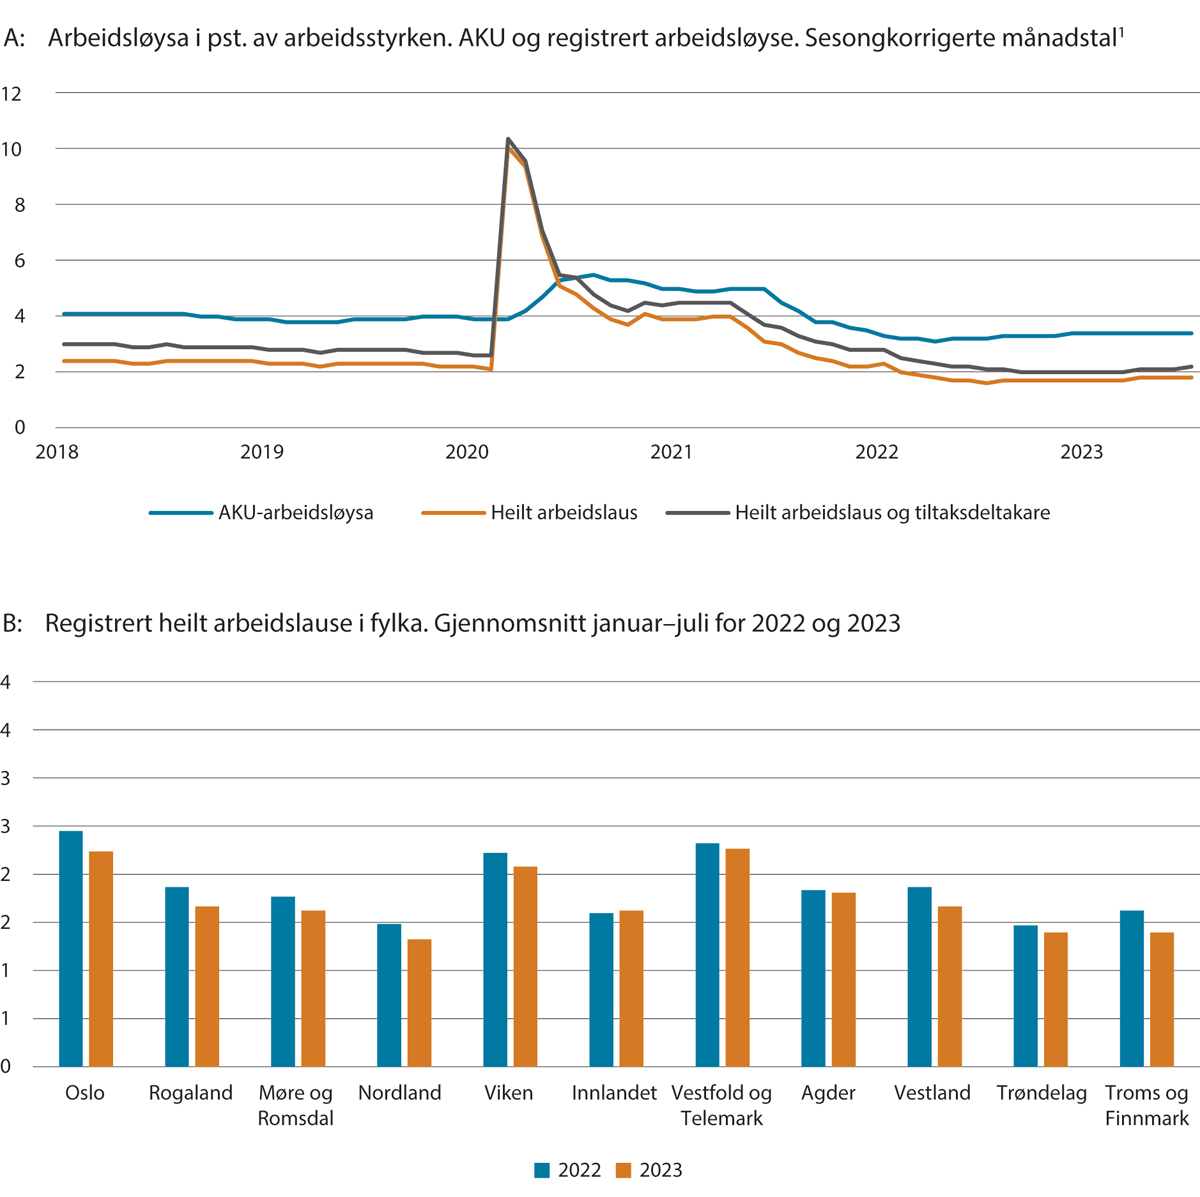 A: Arbeidsløysa i pst. av arbeidsstyrken. AKU og registrert arbeidsløyse. Sesongkorrigerte månadstal¹
12
10
8
6
4
2
0
2018 2019 2020 2021 2022 2023
AKU-arbeidsløysa Heilt arbeidslaus Heilt arbeidslaus og tiltaksdeltakare
B: Registrert heilt arbeidslause i fylka. Gjennomsnitt januar–juli for 2022 og 2023
4
4
3
3
2
2
1
1
0
Oslo Rogaland Møre og Nordland Viken Innlandet Vestfold og Agder Vestland Trøndelag Troms og
Romsdal Telemark Finnmark
2022 2023